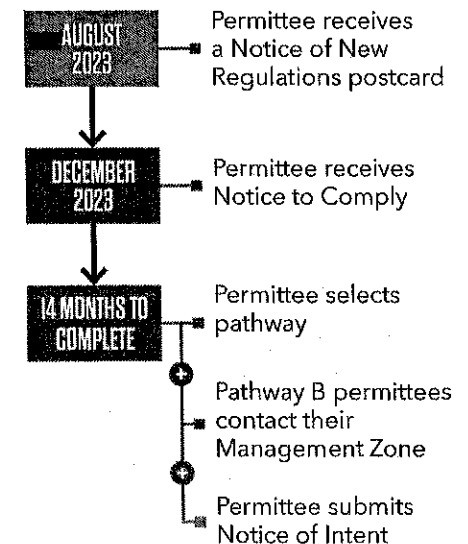 AUGUST
2023
Permittee receives
a Notice of New
Regulations postcard
DECEMBER
2023
Permittee receives
Notice to Comply
14 MONTHS TO
COMPLETE
Permittee selects
pathway
Pathway B permittees
contact their
Management Zone
Permittee submits
Notice of Intent